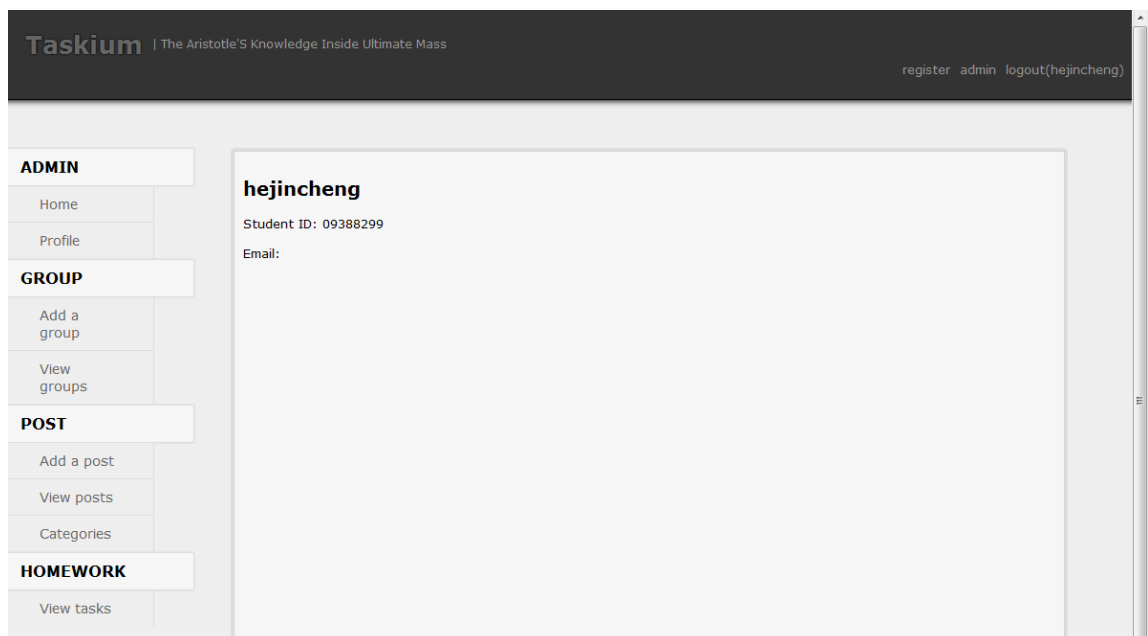 Taskium | The Aristotle'S Knowledge Inside Ultimate Mass
register admin logout(hejincheng)
ADMIN
Home
Profile
GROUP
Add a
group
View
groups
POST
Add a post
View posts
Categories
HOMEWORK
View tasks
hejincheng
Student ID: 09388299
Email: